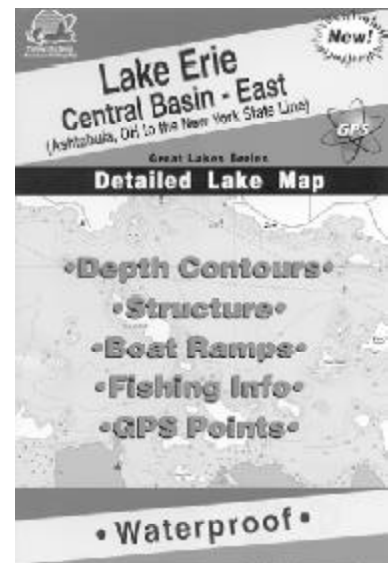 New!
Lake Erie
Central Basin - East
(Ashtabula, OH to the New York State Line)
GPS
Great Lakes Series
Detailed Lake Map
•Depth Contours•
•Structure•
•Boat Ramps•
•Fishing Info•
•GPS Points•
• Waterproof •